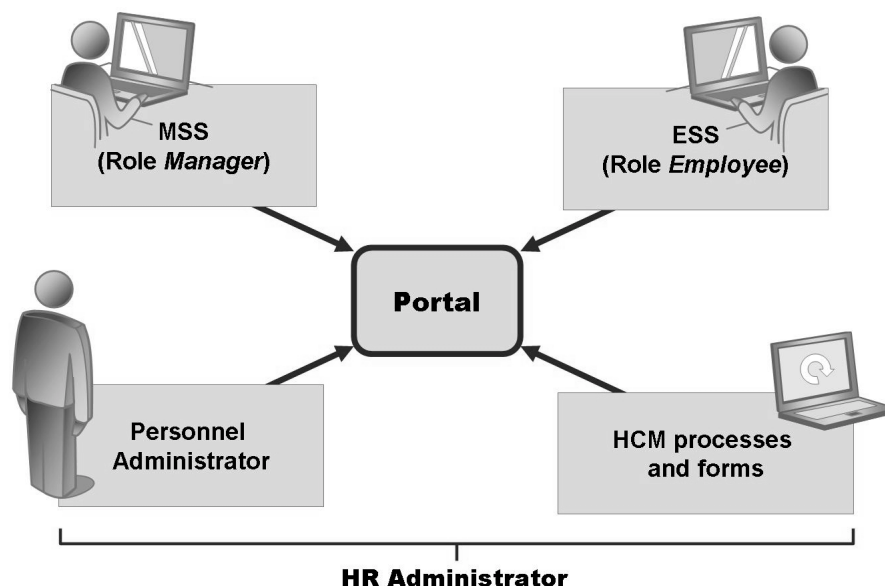 MSS
(Role Manager)
ESS
(Role Employee)
Portal
Personnel
Administrator
HCM processes
and forms
HR Administrator